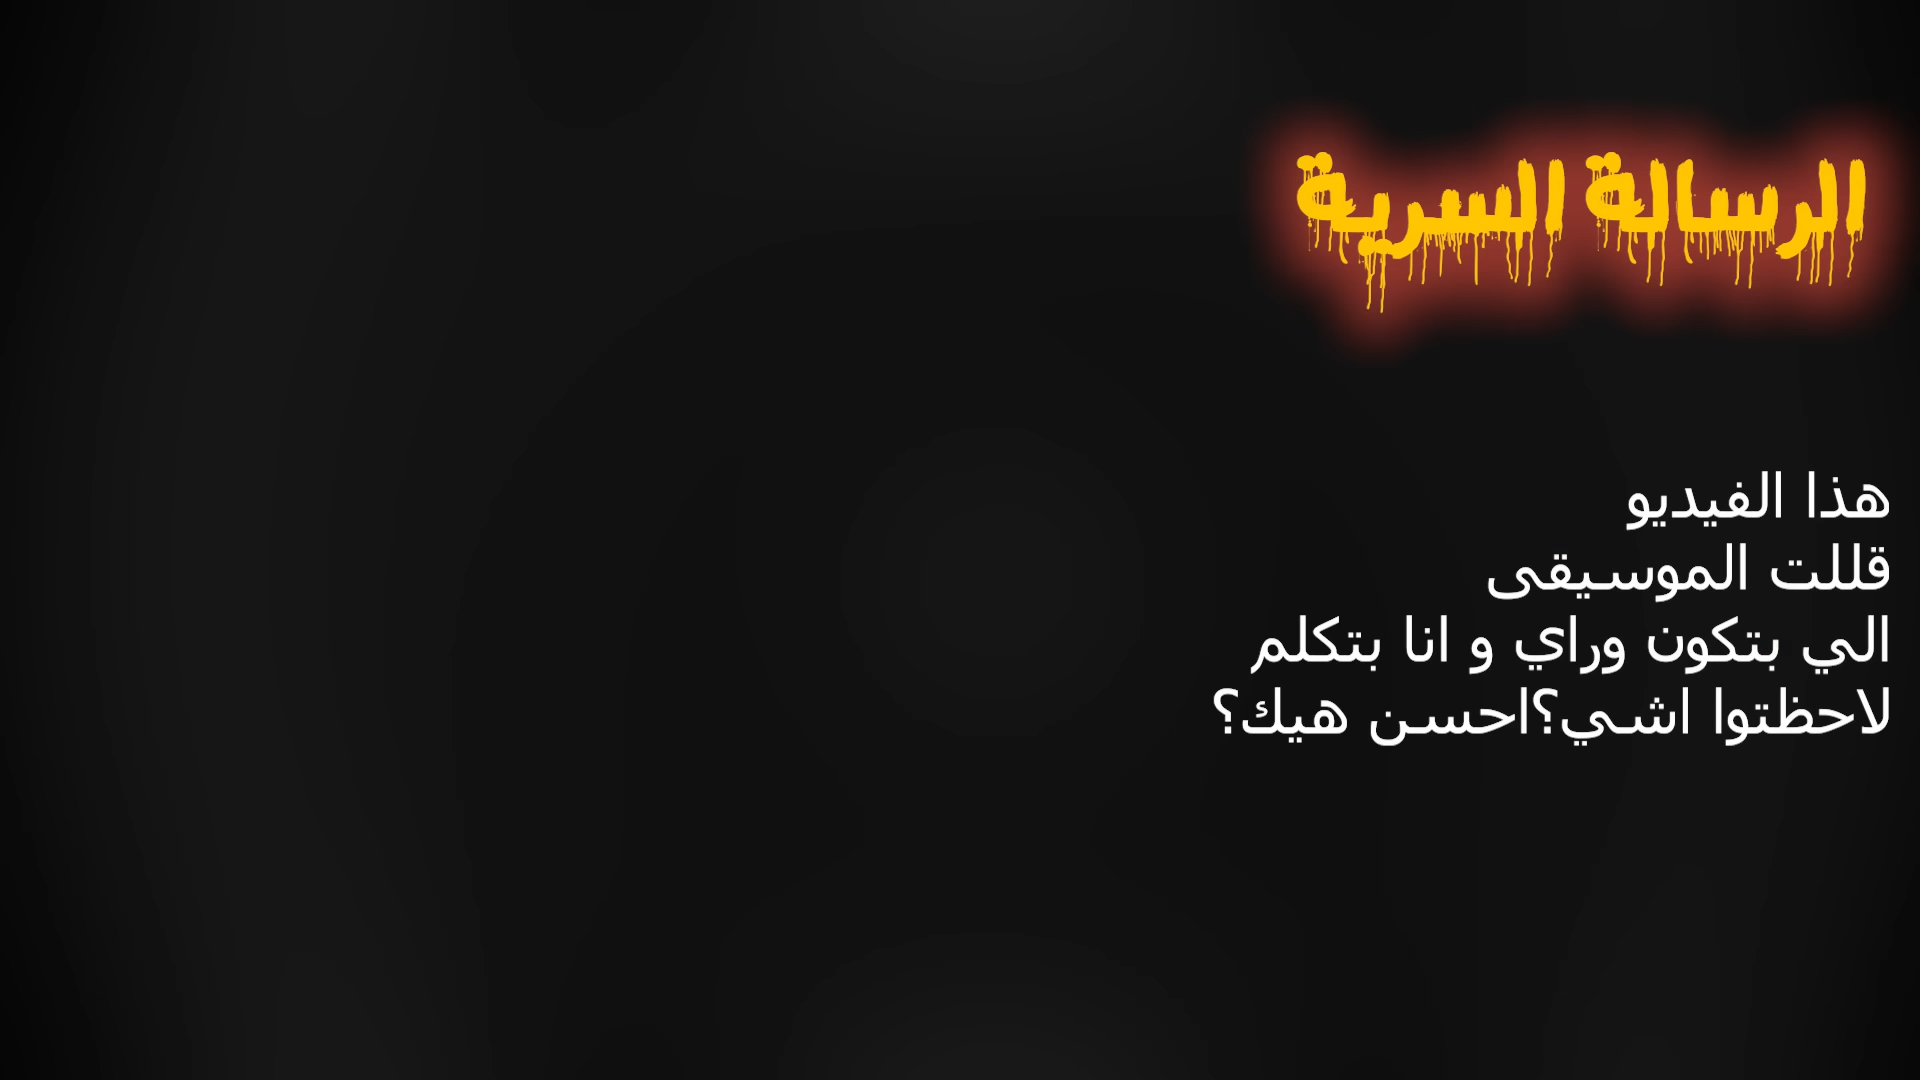 الرسالة السرية
هذا الفيديو
قللت الموسيقى
الي بتكون وراي و انا بتكلم
لاحظتوا اشي؟احسن هيك؟